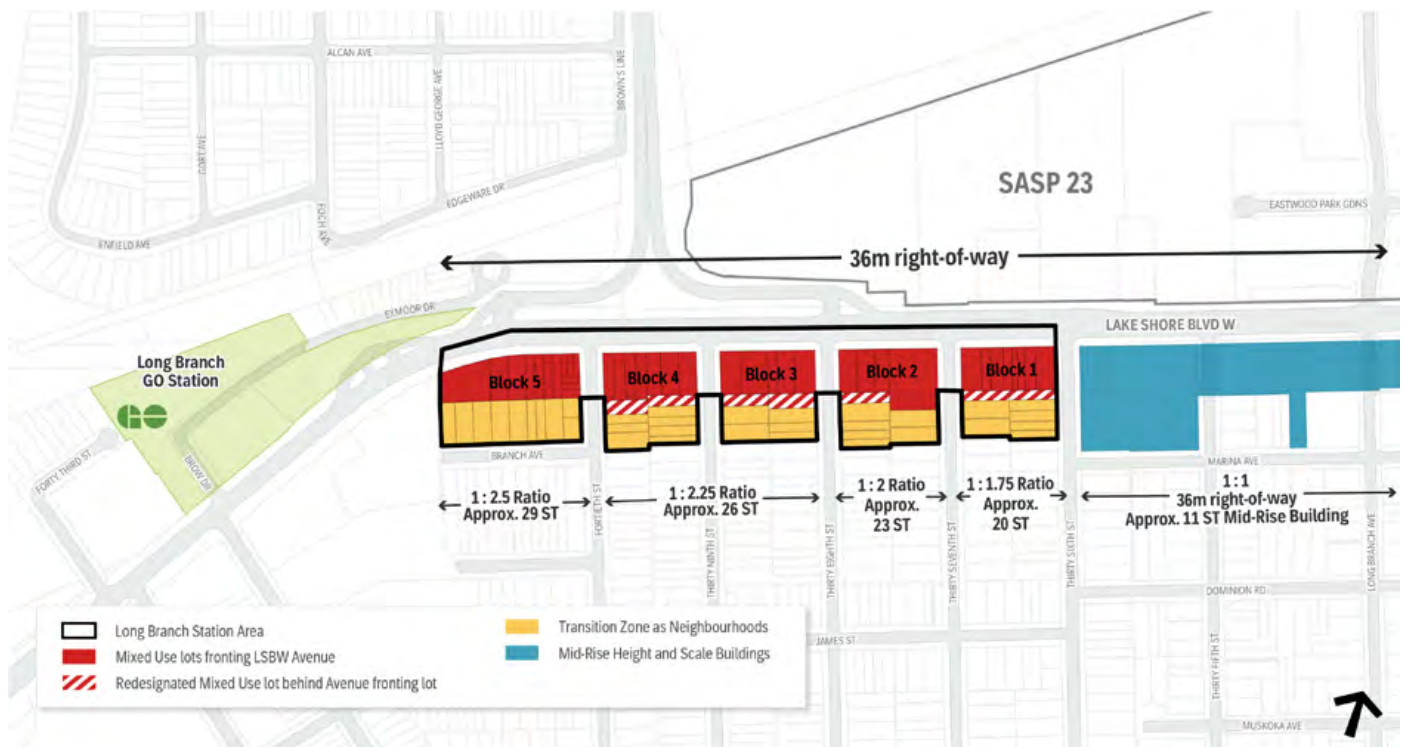 ALCAN AVE
BROWN'S LINE
LLOYD GEORGE AVE
GORT AVE
FOCH AVE
EDGEWARE DR
ENFIELD AVE
SASP 23
EASTWOOD PARK GDNS
36m right-of-way
EXMOOR DR
LAKE SHORE BLVD W
Long Branch
GO Station
GO
Block 5
Block 4
Block 3
Block 2
Block 1
FORTY THIRD ST
BROW DR
BRANCH AVE
MARINA AVE
1 : 2.5 Ratio
Approx. 29 ST
FORTIETH ST
1 : 2.25 Ratio
Approx. 26 ST
1 : 2 Ratio
Approx.
23 ST
1 : 1.75 Ratio
Approx.
20 ST
1 : 1
36m right-of-way
Approx. 11 ST Mid-Rise Building
THIRTY NINTH ST
THIRTY EIGHTH ST
THIRTY SEVENTH ST
THIRTY SIXTH ST
LONG BRANCH AVE
DOMINION RD
JAMES ST
THIRTY FIFTH ST
MUSKOKA AVE
Long Branch Station Area
Mixed Use lots fronting LSBW Avenue
Redesignated Mixed Use lot behind Avenue fronting lot
Transition Zone as Neighbourhoods
Mid-Rise Height and Scale Buildings